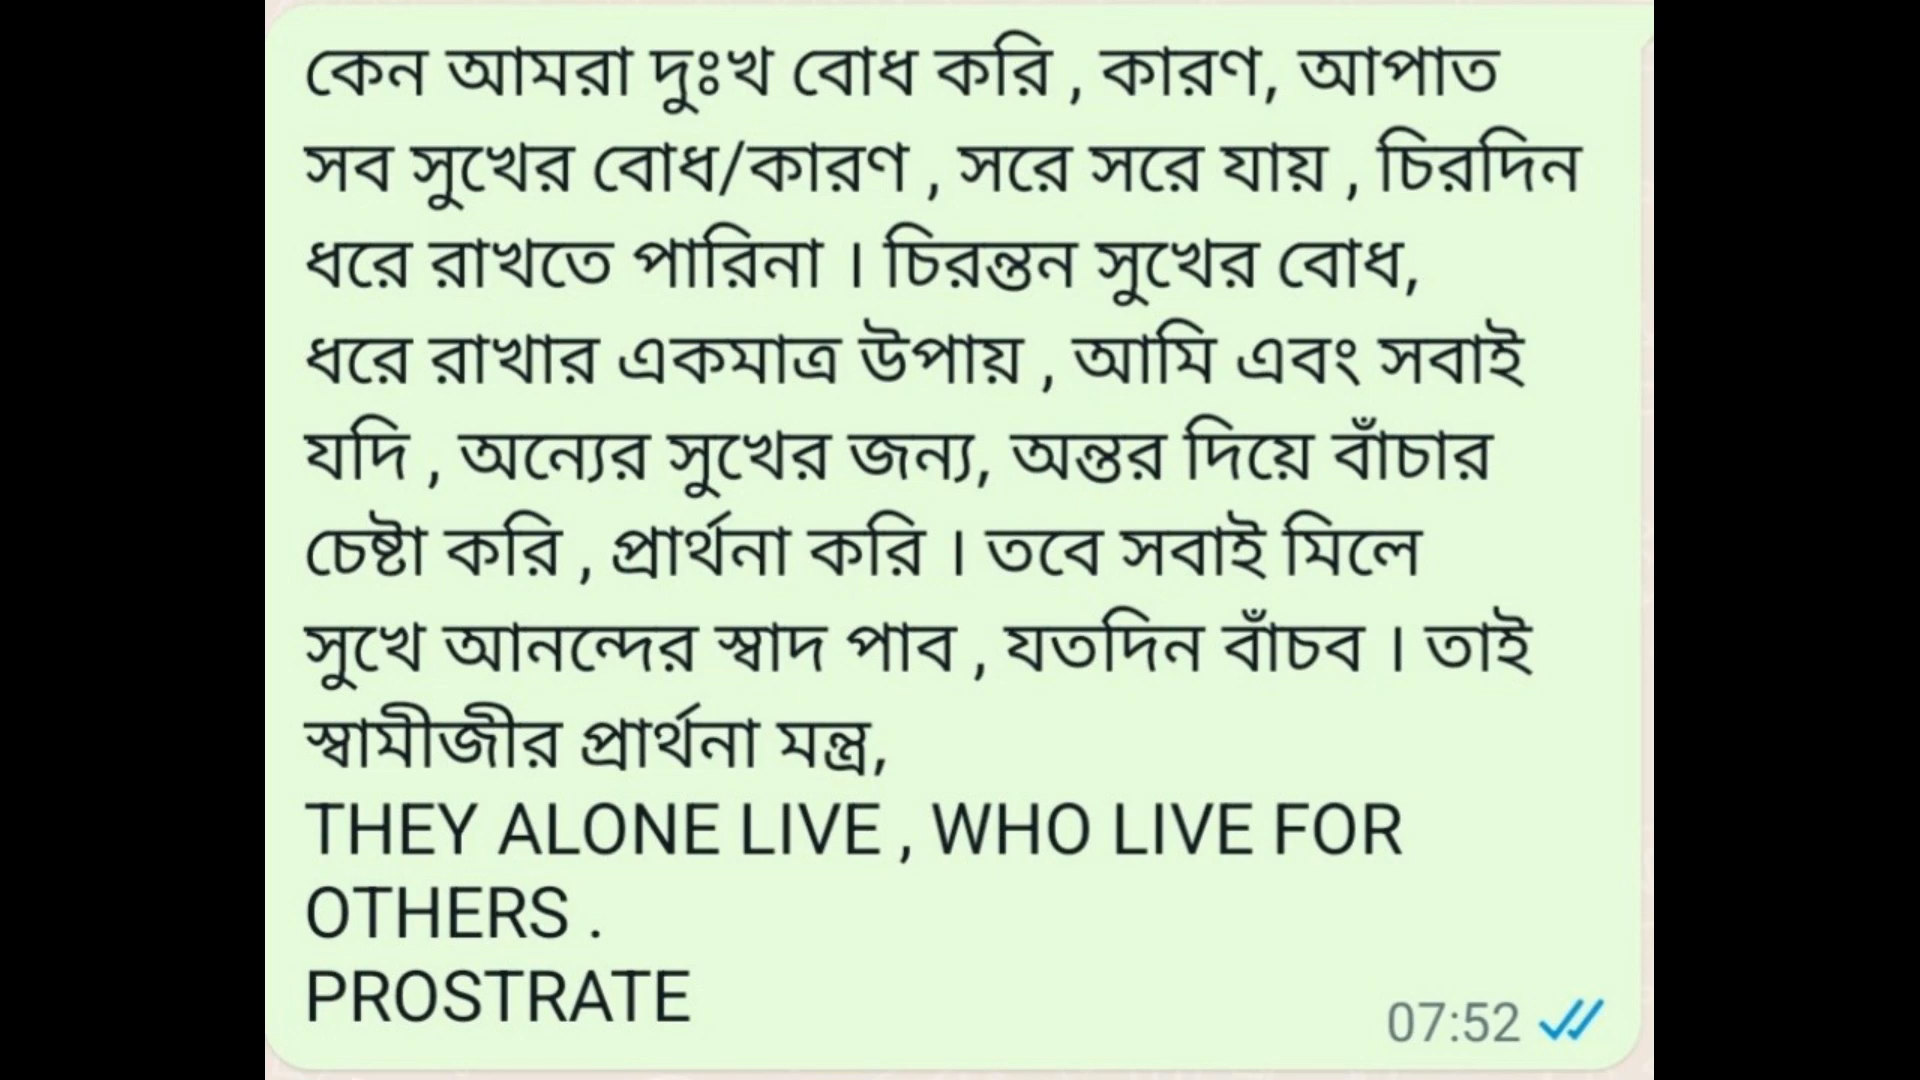 কেন আমরা দুঃখ বোধ করি , কারণ, আপাত
সব সুখের বোধ/কারণ , সরে সরে যায় , চিরদিন
ধরে রাখতে পারিনা । চিরন্তন সুখের বোধ,
ধরে রাখার একমাত্র উপায় , আমি এবং সবাই
যদি , অন্যের সুখের জন্য, অন্তর দিয়ে বাঁচার
চেষ্টা করি , প্রার্থনা করি । তবে সবাই মিলে
সুখে আনন্দের স্বাদ পাব , যতদিন বাঁচব । তাই
স্বামীজীর প্রার্থনা মন্ত্র,
THEY ALONE LIVE , WHO LIVE FOR
OTHERS .
PROSTRATE
07:52